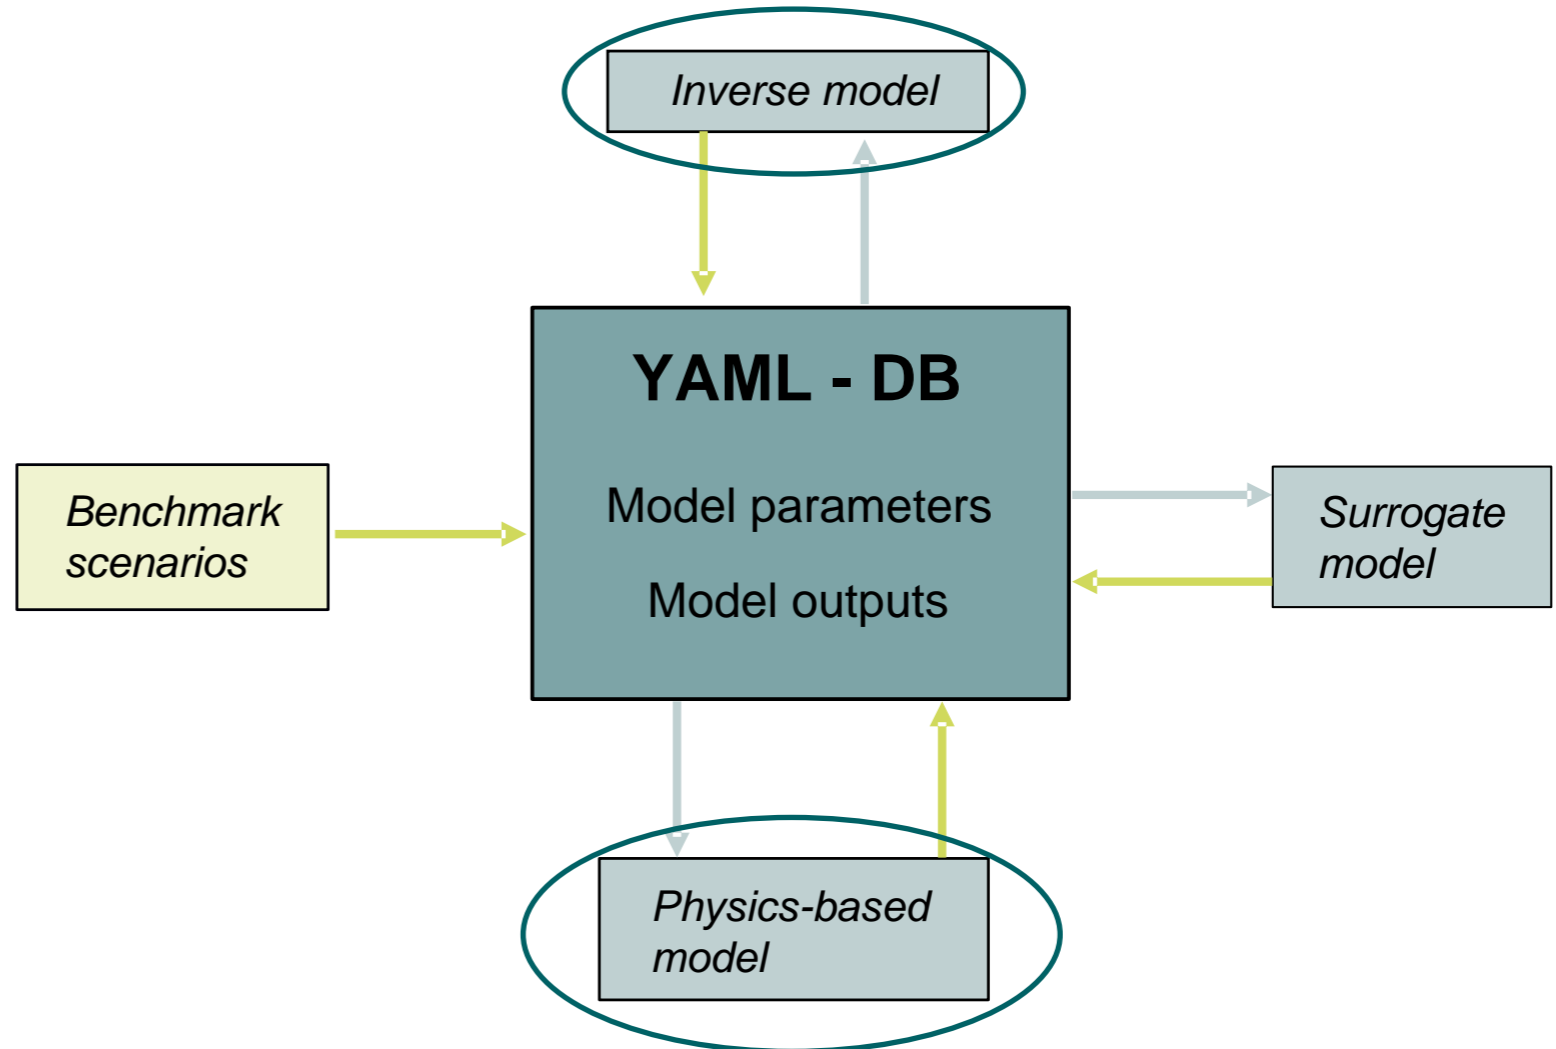 Inverse model
YAML - DB
Model parameters
Model outputs
Benchmark
scenarios
Surrogate
model
Physics-based
model